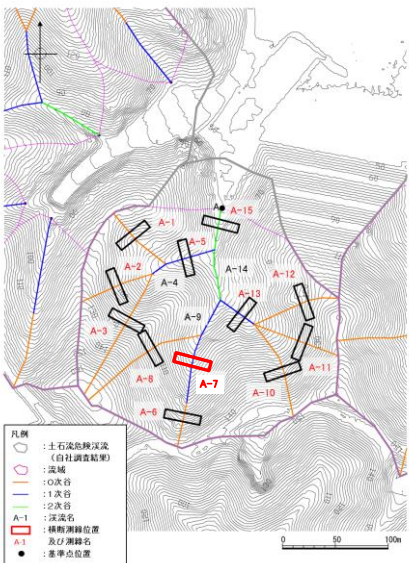 A
A-1
A-15
A-5
A-2
A-14
A-12
A-4
A-13
A-3
A-9
A-11
A-8
A-7
A-10
A-6
凡例
：土石流危険渓流
（自社調査結果）
：流域
：0次谷
：1次谷
：2次谷
A-1 ：渓流名
：横断測線位置
A-1 及び測線名
：基準点位置
0 50 100m